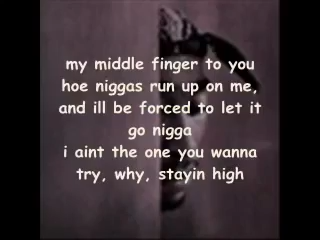 my middle finger to you
hoe niggas run up on me,
and ill be forced to let it
go nigga
i aint the one you wanna
try, why, stayin high